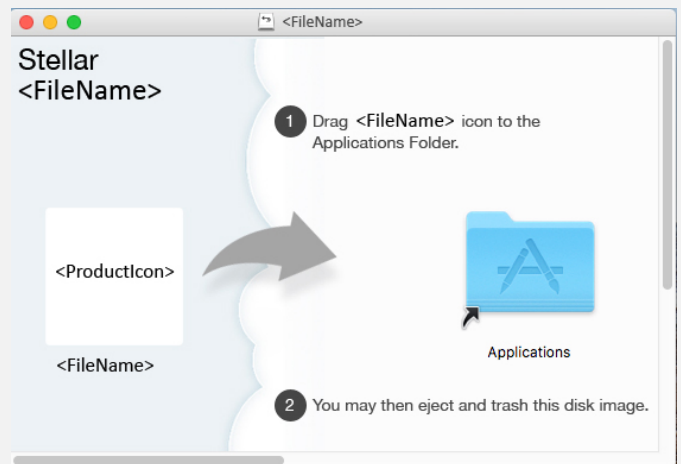 <FileName>
Stellar
<FileName>
1 Drag <FileName> icon to the
Applications Folder.
<ProductIcon>
<FileName>
Applications
2 You may then eject and trash this disk image.